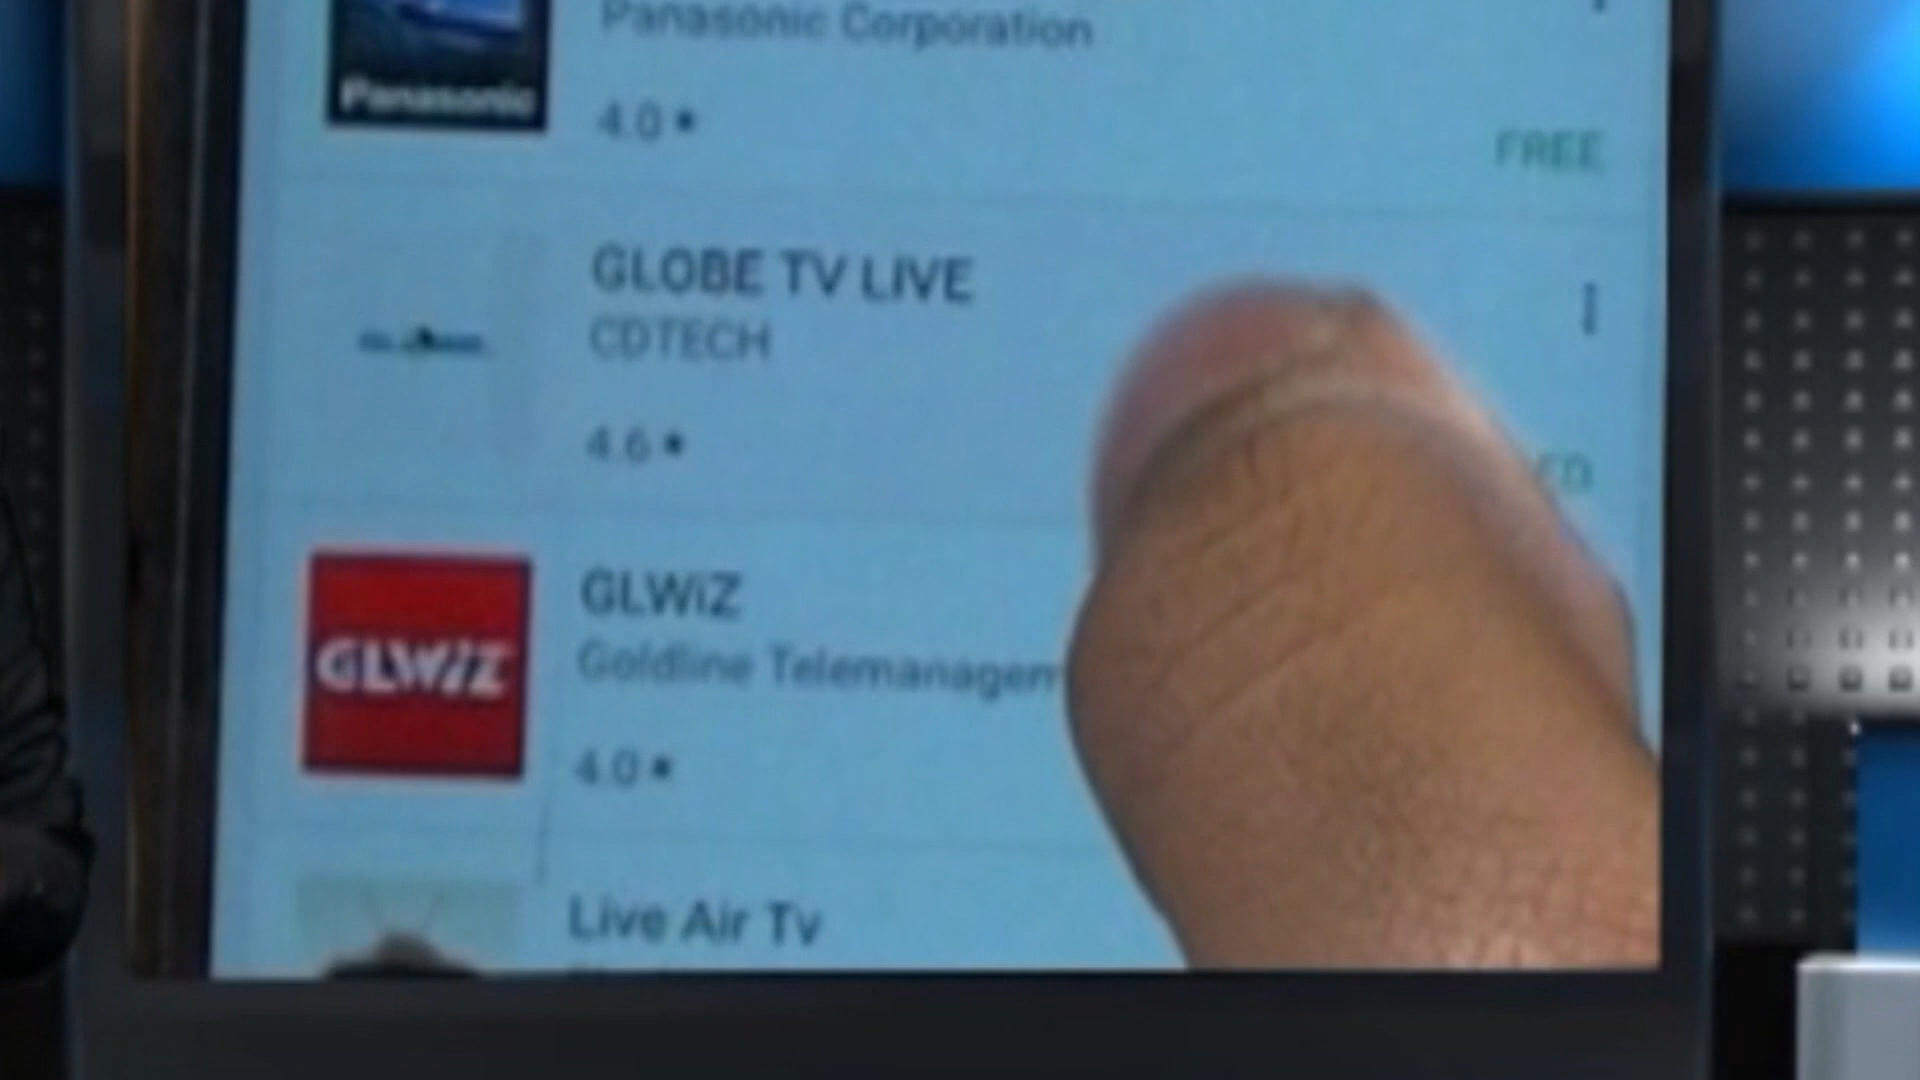 Panasonic Corporation
Panasonic
4.0 ★
FREE
GLOBE TV LIVE
CDTECH
4.6 ★
ED
GLWiZ
GLWiZ
Goldline Telemanagem
4.0 ★
Live Air Tv